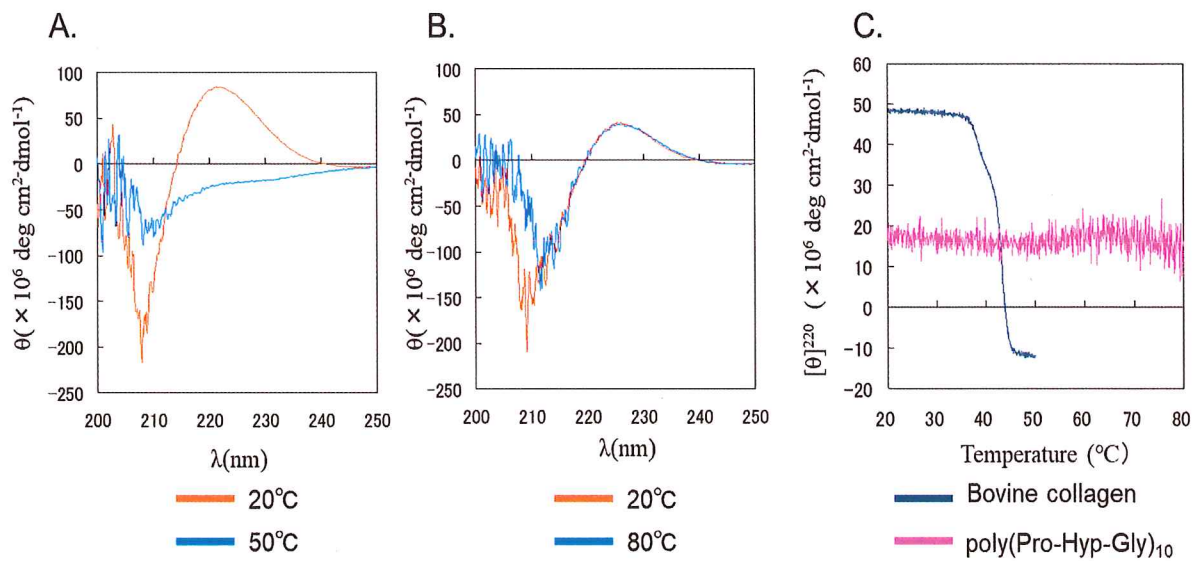 A.
100
50
0
-50
-100
-150
-200
-250
θ( × 10⁶ deg cm²·dmol⁻¹)
200 210 220 230 240 250
λ(nm)
20℃
50℃
B.
100
50
0
-50
-100
-150
-200
-250
θ( × 10⁶ deg cm²·dmol⁻¹)
200 210 220 230 240 250
λ(nm)
20℃
80℃
C.
60
50
40
30
20
10
0
-10
-20
[θ]²²⁰ ( × 10⁶ deg cm²·dmol⁻¹)
20 30 40 50 60 70 80
Temperature (℃)
Bovine collagen
poly(Pro-Hyp-Gly)₁₀